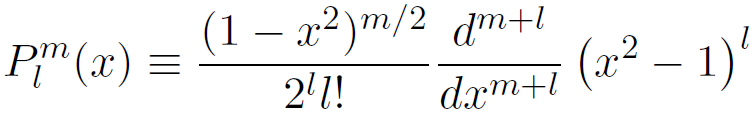 P_l^m(x) ≡ \frac{(1 - x^2)^{m/2}}{2^l l!} \frac{d^{m+l}}{dx^{m+l}} (x^2 - 1)^l